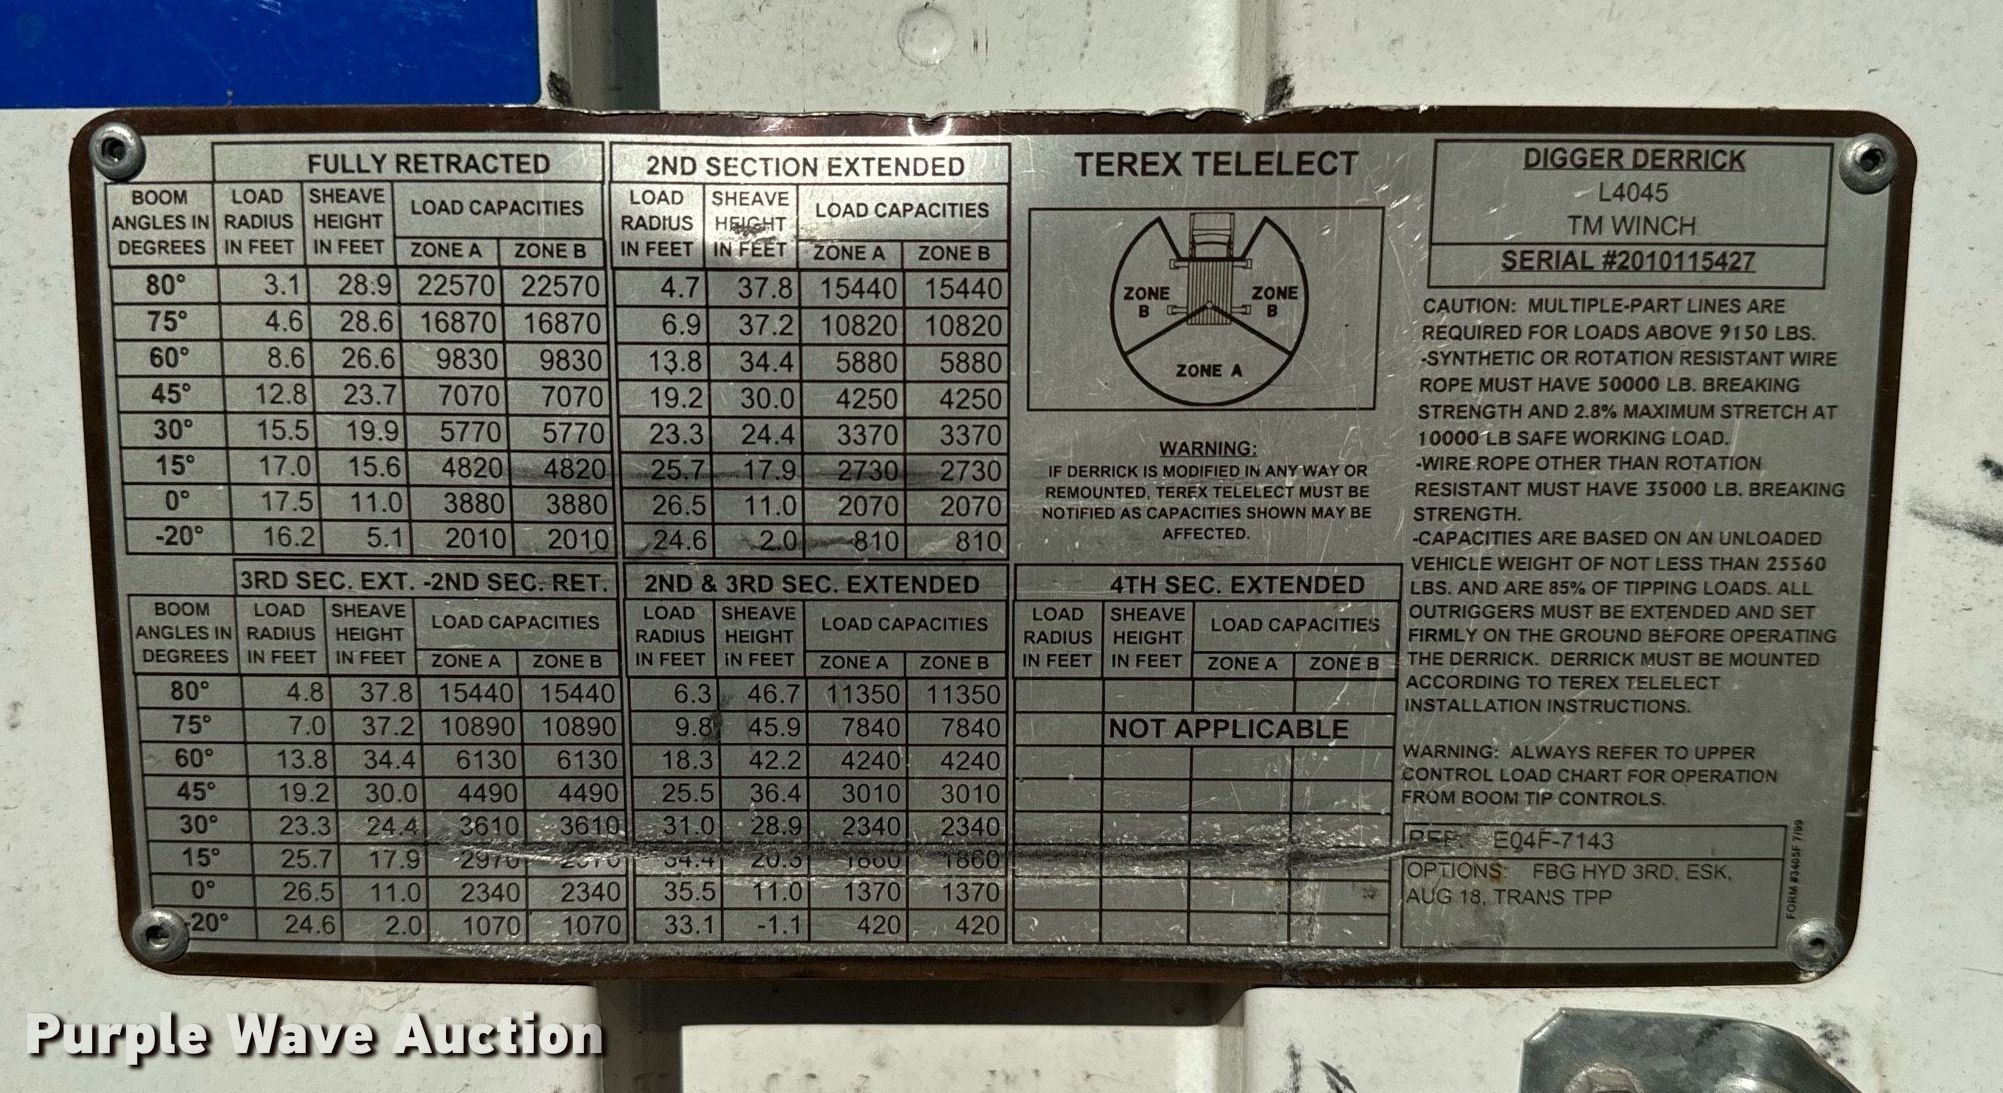 FULLY RETRACTED
BOOM ANGLES IN DEGREES LOAD RADIUS IN FEET SHEAVE HEIGHT IN FEET LOAD CAPACITIES ZONE A ZONE B
80° 3.1 28.9 22570 22570
75° 4.6 28.6 16870 16870
60° 8.6 26.6 9830 9830
45° 12.8 23.7 7070 7070
30° 15.5 19.9 5770 5770
15° 17.0 15.6 4820 4820
0° 17.5 11.0 3880 3880
-20° 16.2 5.1 2010 2010
2ND SECTION EXTENDED
LOAD RADIUS IN FEET SHEAVE HEIGHT IN FEET LOAD CAPACITIES ZONE A ZONE B
4.7 37.8 15440 15440
6.9 37.2 10820 10820
13.8 34.4 5880 5880
19.2 30.0 4250 4250
23.3 24.4 3370 3370
25.7 17.9 2730 2730
26.5 11.0 2070 2070
24.6 2.0 810 810
3RD SEC. EXT. -2ND SEC. RET.
BOOM ANGLES IN DEGREES LOAD RADIUS IN FEET SHEAVE HEIGHT IN FEET LOAD CAPACITIES ZONE A ZONE B
80° 4.8 37.8 15440 15440
75° 7.0 37.2 10890 10890
60° 13.8 34.4 6130 6130
45° 19.2 30.0 4490 4490
30° 23.3 24.4 3610 3610
15° 25.7 17.9 2970
0° 26.5 11.0 2340 2340
-20° 24.6 2.0 1070 1070
2ND & 3RD SEC. EXTENDED
LOAD RADIUS IN FEET SHEAVE HEIGHT IN FEET LOAD CAPACITIES ZONE A ZONE B
6.3 46.7 11350 11350
9.8 45.9 7840 7840
18.3 42.2 4240 4240
25.5 36.4 3010 3010
31.0 28.9 2340 2340
34.4 20.5 1860 1860
35.5 11.0 1370 1370
33.1 -1.1 420 420
4TH SEC. EXTENDED
LOAD RADIUS IN FEET SHEAVE HEIGHT IN FEET LOAD CAPACITIES ZONE A ZONE B
NOT APPLICABLE
TEREX TELELECT
ZONE B
ZONE B
ZONE A
WARNING:
IF DERRICK IS MODIFIED IN ANY WAY OR
REMOUNTED, TEREX TELELECT MUST BE
NOTIFIED AS CAPACITIES SHOWN MAY BE
AFFECTED.
DIGGER DERRICK
L4045
TM WINCH
SERIAL #2010115427
CAUTION: MULTIPLE-PART LINES ARE
REQUIRED FOR LOADS ABOVE 9150 LBS.
-SYNTHETIC OR ROTATION RESISTANT WIRE
ROPE MUST HAVE 50000 LB. BREAKING
STRENGTH AND 2.8% MAXIMUM STRETCH AT
10000 LB SAFE WORKING LOAD.
-WIRE ROPE OTHER THAN ROTATION
RESISTANT MUST HAVE 35000 LB. BREAKING
STRENGTH.
-CAPACITIES ARE BASED ON AN UNLOADED
VEHICLE WEIGHT OF NOT LESS THAN 25560
LBS. AND ARE 85% OF TIPPING LOADS. ALL
OUTRIGGERS MUST BE EXTENDED AND SET
FIRMLY ON THE GROUND BEFORE OPERATING
THE DERRICK. DERRICK MUST BE MOUNTED
ACCORDING TO TEREX TELELECT
INSTALLATION INSTRUCTIONS.
WARNING: ALWAYS REFER TO UPPER
CONTROL LOAD CHART FOR OPERATION
FROM BOOM TIP CONTROLS.
REF: E04F-7143
OPTIONS: FBG HYD 3RD, ESK,
AUG 18, TRANS TPP
FORM #3405F 7/99
Purple Wave Auction